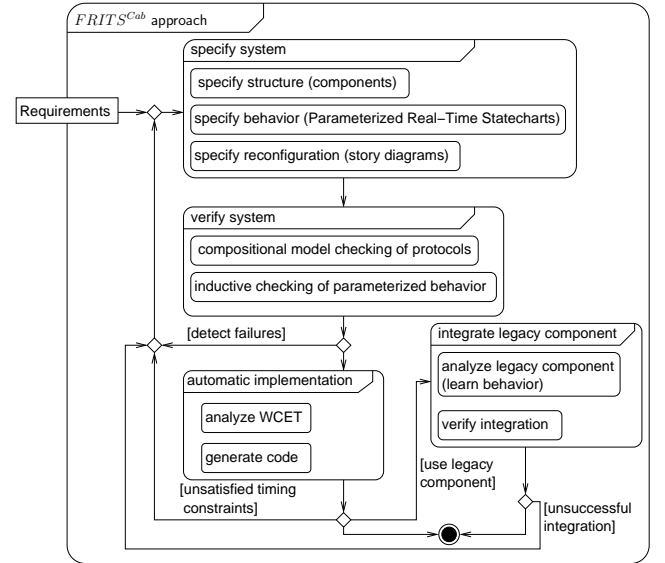 FRITS^Cab approach
specify system
specify structure (components)
Requirements
specify behavior (Parameterized Real−Time Statecharts)
specify reconfiguration (story diagrams)
verify system
compositional model checking of protocols
inductive checking of parameterized behavior
[detect failures]
integrate legacy component
analyze legacy component
(learn behavior)
verify integration
automatic implementation
analyze WCET
generate code
[unsatisfied timing
constraints]
[use legacy
component]
[unsuccessful
integration]